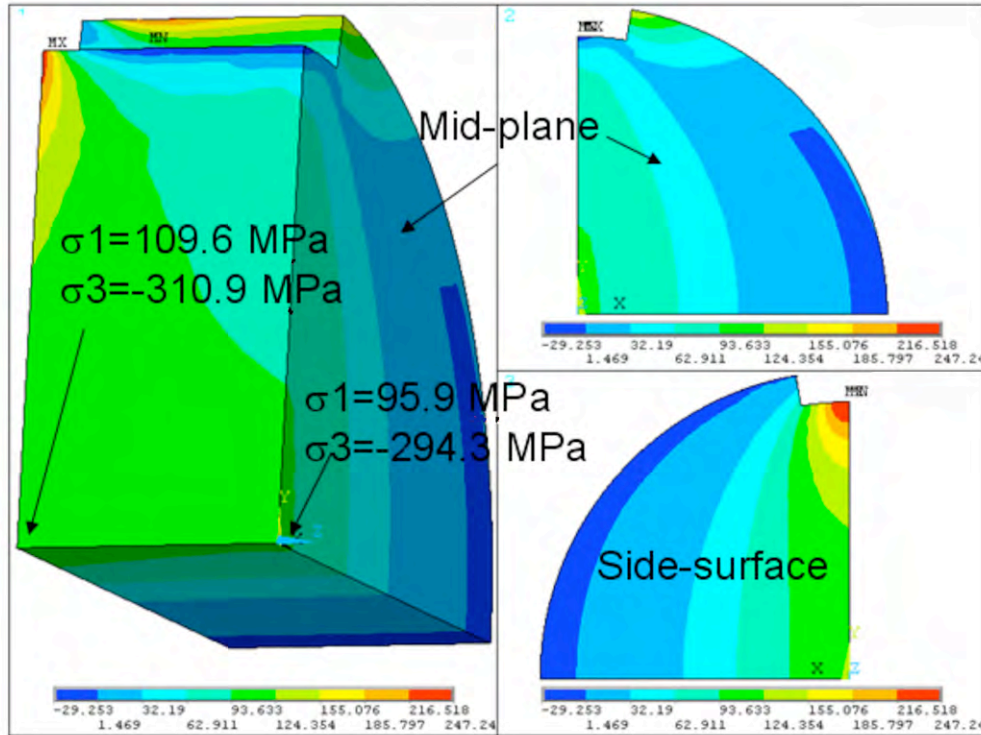 1
MX
MN
Mid-plane
σ1=109.6 MPa
σ3=-310.9 MPa
σ1=95.9 MPa
σ3=-294.3 MPa
Y
Z
-29.253 32.19 93.633 155.076 216.518
1.469 62.911 124.354 185.797 247.24
2
Y
Z
X
-29.253 32.19 93.633 155.076 216.518
1.469 62.911 124.354 185.797 247.24
Side-surface
Y
X
Z
-29.253 32.19 93.633 155.076 216.518
1.469 62.911 124.354 185.797 247.24